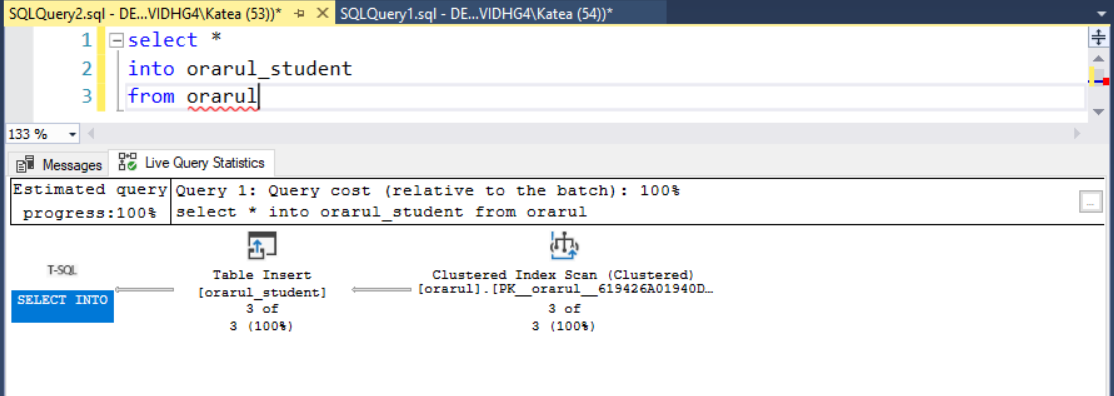 SQLQuery2.sql - DE...VIDHG4\Katea (53))* SQLQuery1.sql - DE...VIDHG4\Katea (54))*
1 select *
2 into orarul_student
3 from orarul
133 %
Messages Live Query Statistics
Estimated query Query 1: Query cost (relative to the batch): 100%
progress:100% select * into orarul_student from orarul
...
T-SQL
SELECT INTO
Table Insert
[orarul_student]
3 of
3 (100%)
Clustered Index Scan (Clustered)
[orarul].[PK__orarul__619426A01940D…
3 of
3 (100%)